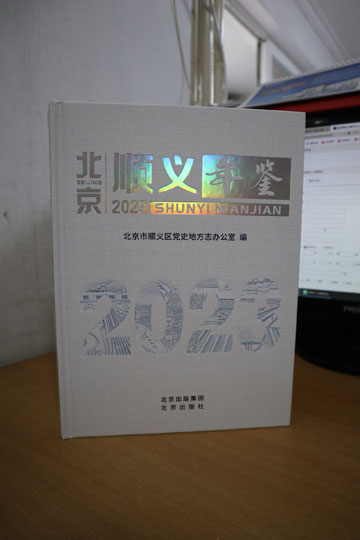 北京
BEIJING
顺义年鉴
2023 SHUNYI NIANJIAN
北京市顺义区党史地方志办公室 编
2023
北京出版集团
北京出版社